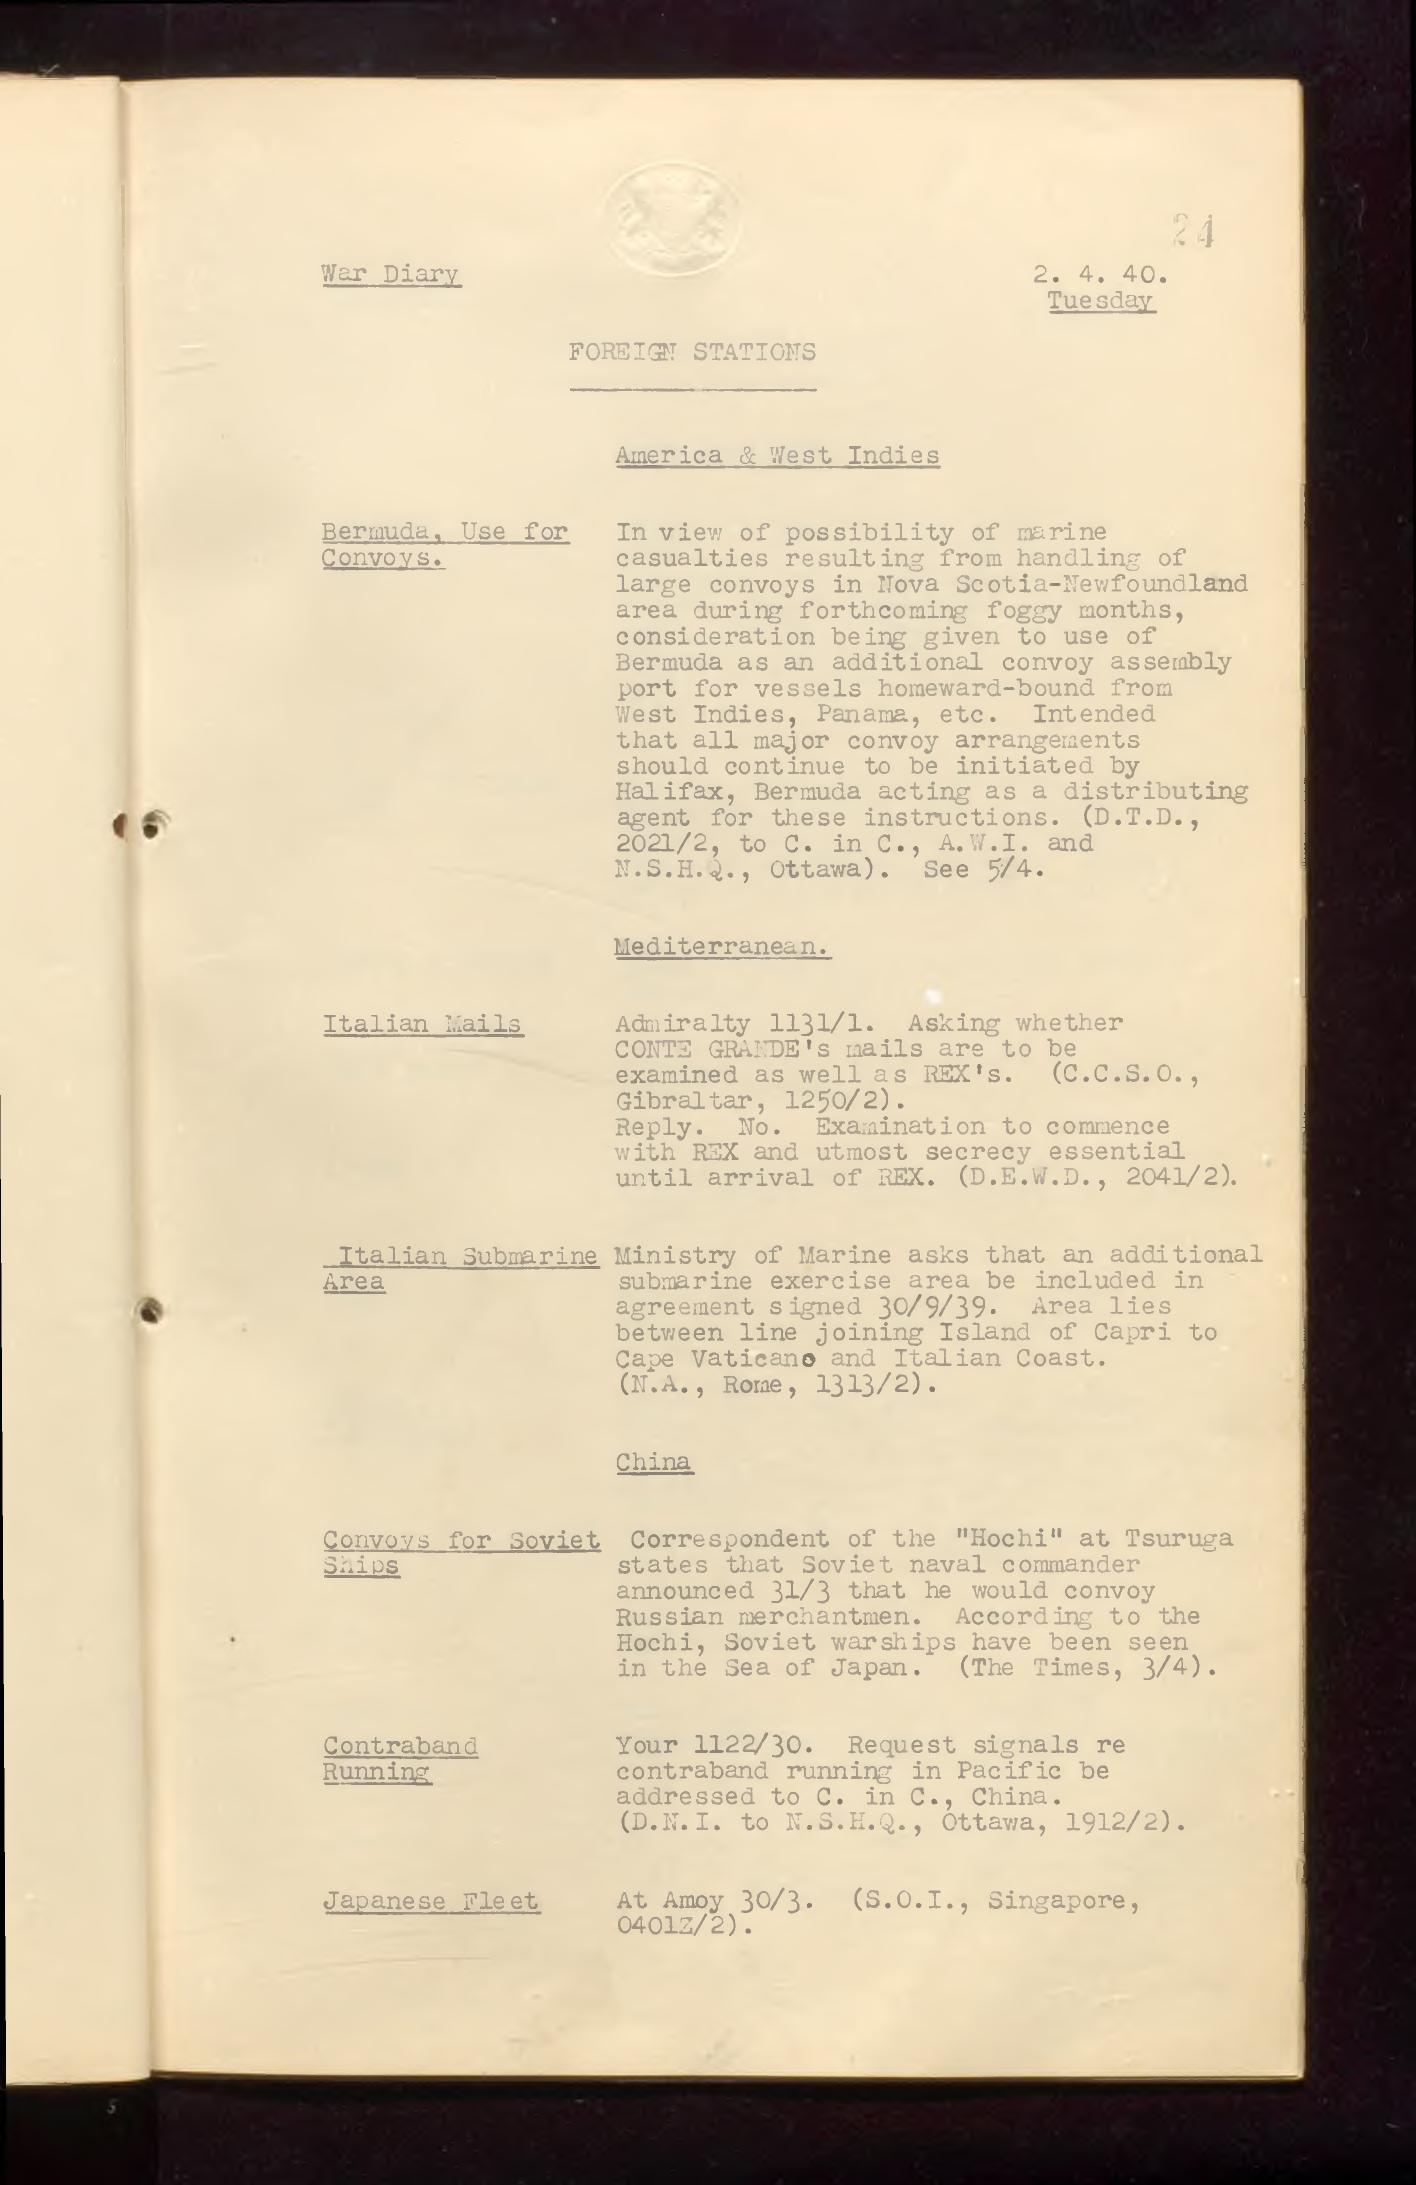 24
War Diary
2. 4. 40.
Tuesday
FOREIGN STATIONS
America & West Indies
Bermuda, Use for
Convoys.
In view of possibility of marine
casualties resulting from handling of
large convoys in Nova Scotia-Newfoundland
area during forthcoming foggy months,
consideration being given to use of
Bermuda as an additional convoy assembly
port for vessels homeward-bound from
West Indies, Panama, etc. Intended
that all major convoy arrangements
should continue to be initiated by
Halifax, Bermuda acting as a distributing
agent for these instructions. (D.T.D.,
2021/2, to C. in C., A.W.I. and
N.S.H.Q., Ottawa). See 5/4.
Mediterranean.
Italian Mails
Admiralty 1131/1. Asking whether
CONTE GRANDE's mails are to be
examined as well as REX's. (C.C.S.O.,
Gibraltar, 1250/2).
Reply. No. Examination to commence
with REX and utmost secrecy essential
until arrival of REX. (D.E.W.D., 2041/2).
Italian Submarine
Area
Ministry of Marine asks that an additional
submarine exercise area be included in
agreement signed 30/9/39. Area lies
between line joining Island of Capri to
Cape Vaticano and Italian Coast.
(N.A., Rome, 1313/2).
China
Convoys for Soviet
Ships
Correspondent of the "Hochi" at Tsuruga
states that Soviet naval commander
announced 31/3 that he would convoy
Russian merchantmen. According to the
Hochi, Soviet warships have been seen
in the Sea of Japan. (The Times, 3/4).
Contraband
Running
Your 1122/30. Request signals re
contraband running in Pacific be
addressed to C. in C., China.
(D.N.I. to N.S.H.Q., Ottawa, 1912/2).
Japanese Fleet
At Amoy 30/3. (S.O.I., Singapore,
0401Z/2).